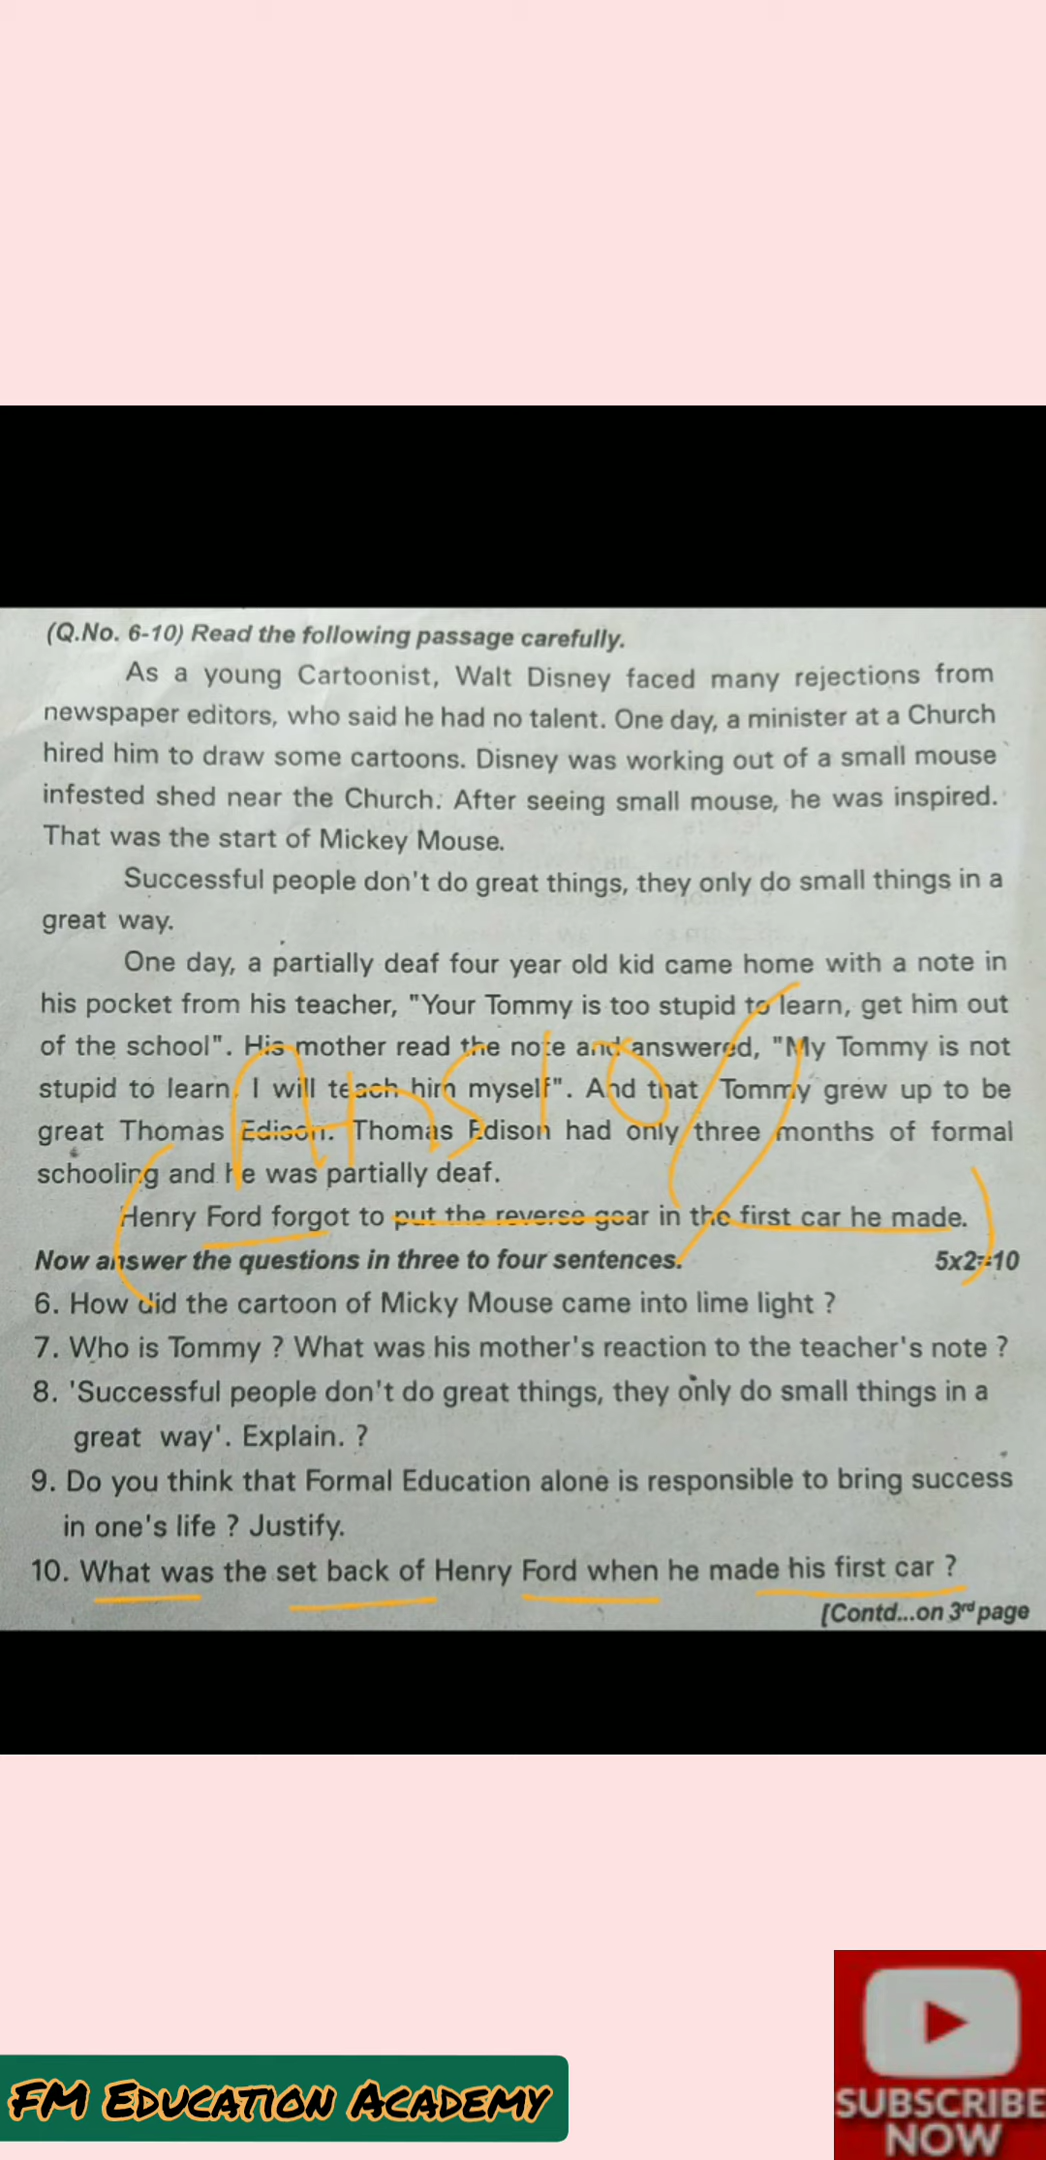 (Q.No. 6-10) Read the following passage carefully.
As a young Cartoonist, Walt Disney faced many rejections from
newspaper editors, who said he had no talent. One day, a minister at a Church
hired him to draw some cartoons. Disney was working out of a small mouse
infested shed near the Church. After seeing small mouse, he was inspired.
That was the start of Mickey Mouse.
Successful people don't do great things, they only do small things in a
great way.
One day, a partially deaf four year old kid came home with a note in
his pocket from his teacher, "Your Tommy is too stupid to learn, get him out
of the school". His mother read the note and answered, "My Tommy is not
stupid to learn, I will teach him myself". And that Tommy grew up to be
great Thomas Edison. Thomas Edison had only three months of formal
schooling and he was partially deaf.
Henry Ford forgot to put the reverse gear in the first car he made.
Ans 10
Now answer the questions in three to four sentences. 5x2=10
6. How did the cartoon of Micky Mouse came into lime light ?
7. Who is Tommy ? What was his mother's reaction to the teacher's note ?
8. 'Successful people don't do great things, they only do small things in a
great way'. Explain. ?
9. Do you think that Formal Education alone is responsible to bring success
in one's life ? Justify.
10. What was the set back of Henry Ford when he made his first car ?
[Contd...on 3rd page
FM EDUCATION ACADEMY
SUBSCRIBE
NOW